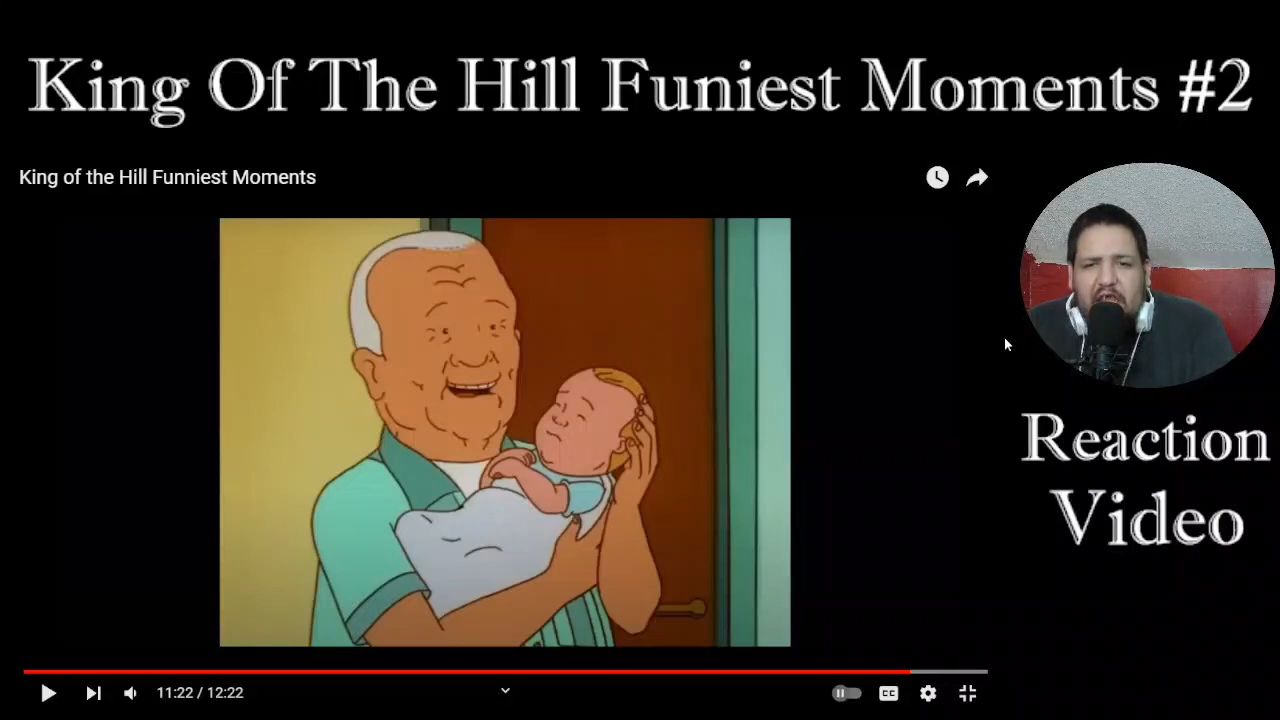 King Of The Hill Funiest Moments #2
King of the Hill Funniest Moments
Reaction
Video
11:22 / 12:22
CC